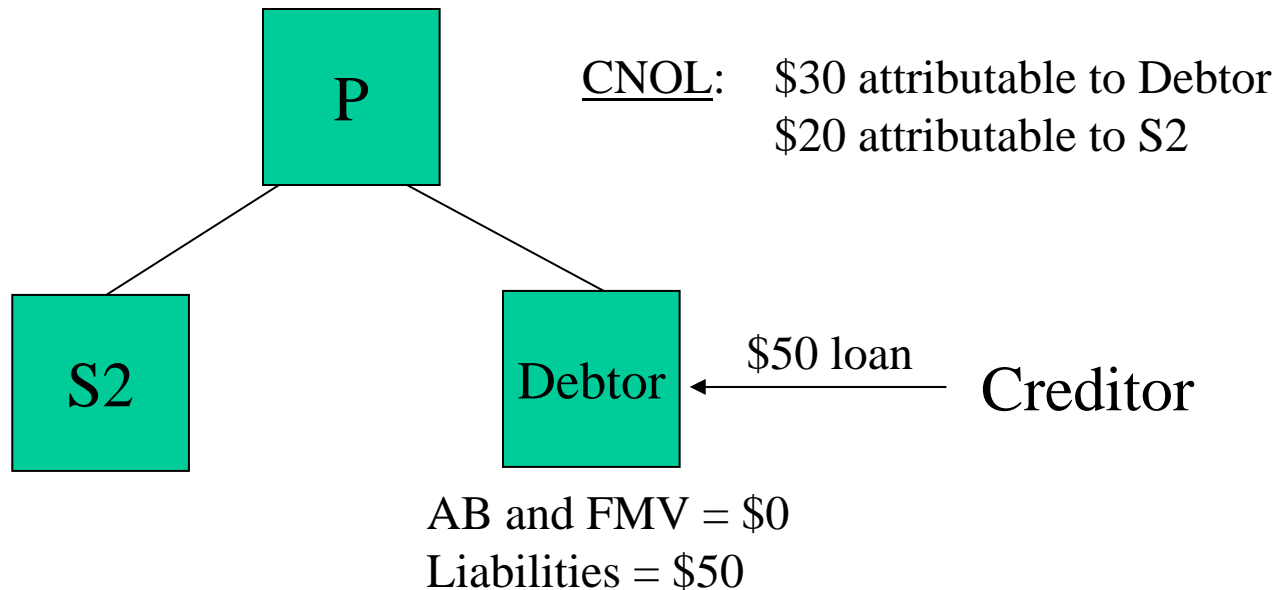 P
CNOL: $30 attributable to Debtor
$20 attributable to S2
S2
Debtor
$50 loan
Creditor
AB and FMV = $0
Liabilities = $50